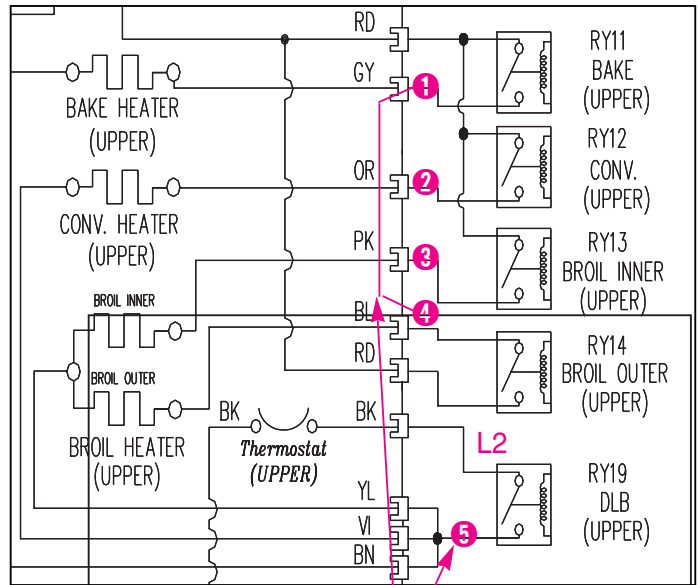 RD
GY
BAKE HEATER
(UPPER)
1
RY11
BAKE
(UPPER)
OR
CONV. HEATER
(UPPER)
2
RY12
CONV.
(UPPER)
PK
3
RY13
BROIL INNER
(UPPER)
BROIL INNER
BL
4
RD
RY14
BROIL OUTER
(UPPER)
BROIL OUTER
BROIL HEATER
(UPPER)
BK
Thermostat
(UPPER)
BK
L2
RY19
DLB
(UPPER)
YL
VI
BN
5